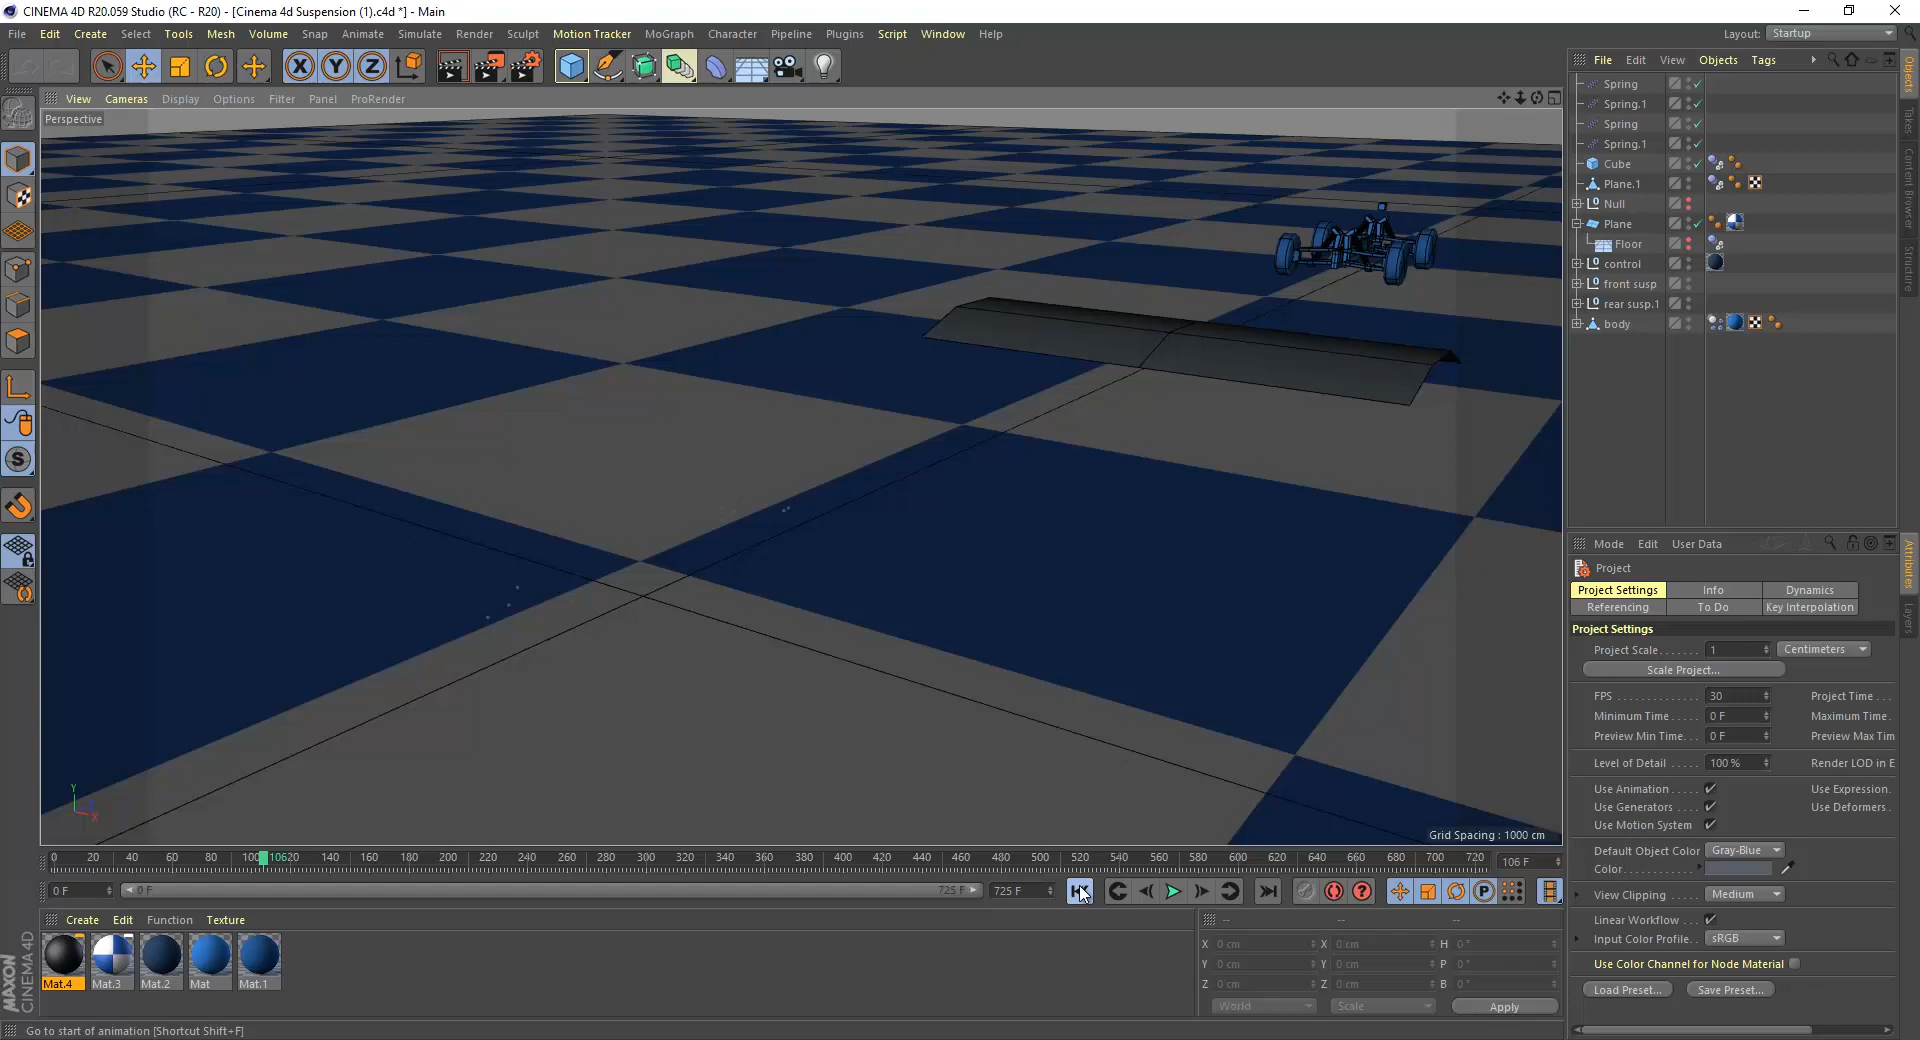 CINEMA 4D R20.059 Studio (RC - R20) - [Cinema 4d Suspension (1).c4d *] - Main
File Edit Create Select Tools Mesh Volume Snap Animate Simulate Render Sculpt Motion Tracker MoGraph Character Pipeline Plugins Script Window Help Layout: Startup
X Y Z
File Edit View Objects Tags
View Cameras Display Options Filter Panel ProRender
Perspective
Spring
Spring.1
Spring
Spring.1
Cube
Plane.1
Null
Plane
Floor
control
front susp
rear susp.1
body
Objects
Takes
Content Browser
Structure
Mode Edit User Data
Project
Project Settings Info Dynamics
Referencing To Do Key Interpolation
Project Settings
Project Scale 1 Centimeters
Scale Project...
FPS 30 Project Time
Minimum Time 0 F Maximum Time
Preview Min Time 0 F Preview Max Tim
Level of Detail 100 % Render LOD in E
Use Animation Use Expression
Use Generators Use Deformers
Use Motion System
Default Object Color Gray-Blue
Color
View Clipping Medium
Linear Workflow
Input Color Profile sRGB
Use Color Channel for Node Material
Load Preset... Save Preset...
Attributes
Layers
Y
X
Grid Spacing : 1000 cm
0 20 40 60 80 100 10620 140 160 180 200 220 240 260 280 300 320 340 360 380 400 420 440 460 480 500 520 540 560 580 600 620 640 660 680 700 720 106 F
0 F 0 F 725 F 725 F
P
Create Edit Function Texture
Mat.4 Mat.3 Mat.2 Mat Mat.1
-- -- --
X 0 cm X 0 cm H 0 °
Y 0 cm Y 0 cm P 0 °
Z 0 cm Z 0 cm B 0 °
World Scale Apply
MAXON
CINEMA 4D
Go to start of animation [Shortcut Shift+F]